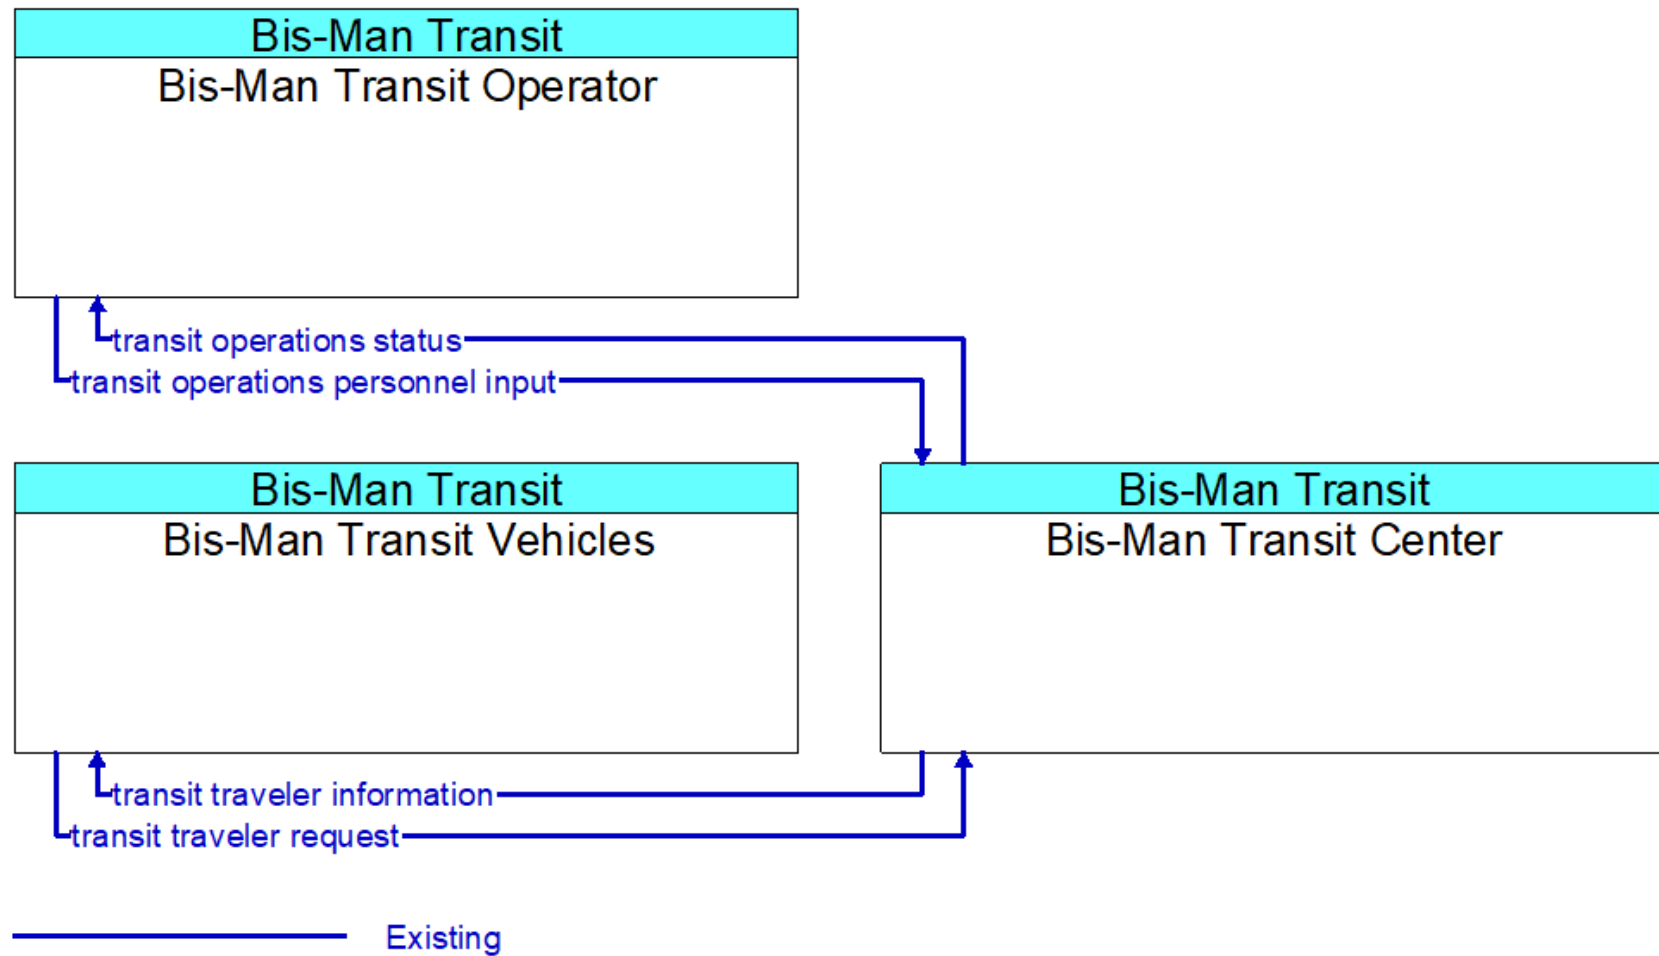 Bis-Man Transit
Bis-Man Transit Operator
transit operations status
transit operations personnel input
Bis-Man Transit
Bis-Man Transit Vehicles
Bis-Man Transit
Bis-Man Transit Center
transit traveler information
transit traveler request
Existing